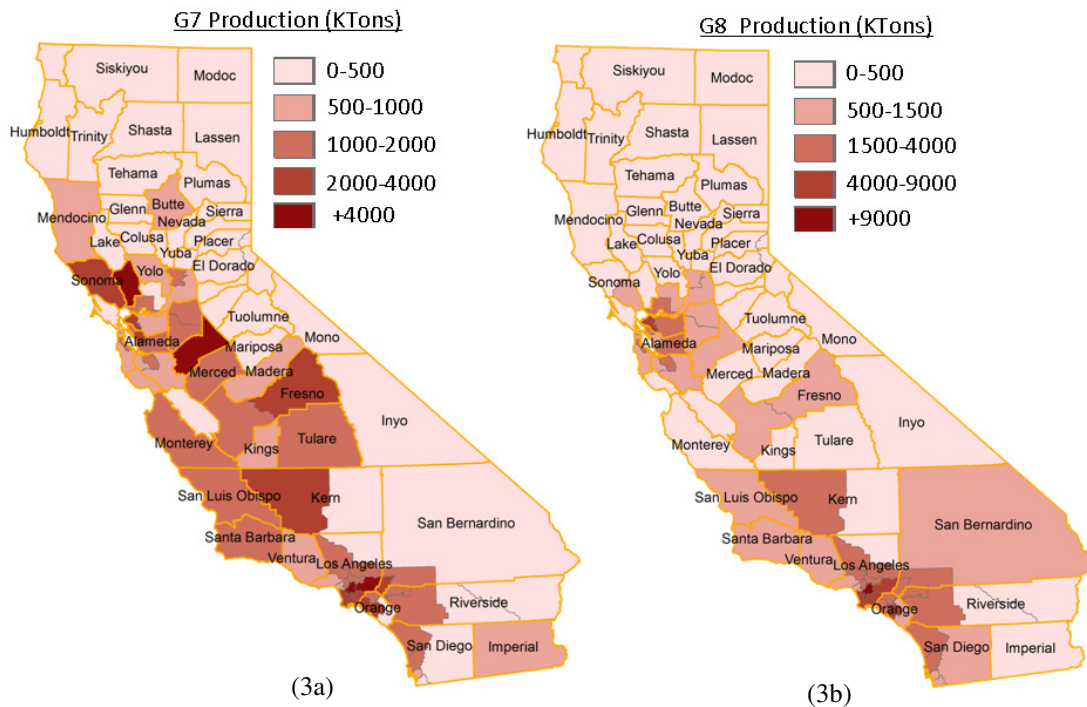 G7 Production (KTons)
0-500
500-1000
1000-2000
2000-4000
+4000
Siskiyou
Modoc
Humboldt
Trinity
Shasta
Lassen
Tehama
Plumas
Mendocino
Glenn
Butte
Sierra
Nevada
Lake
Colusa
Placer
Yuba
Sonoma
Yolo
El Dorado
Tuolumne
Mono
Alameda
Mariposa
Merced
Madera
Fresno
Inyo
Monterey
Kings
Tulare
San Luis Obispo
Kern
San Bernardino
Santa Barbara
Ventura
Los Angeles
Orange
Riverside
San Diego
Imperial
(3a)
G8 Production (KTons)
0-500
500-1500
1500-4000
4000-9000
+9000
Siskiyou
Modoc
Humboldt
Trinity
Shasta
Lassen
Tehama
Plumas
Mendocino
Glenn
Butte
Sierra
Nevada
Lake
Colusa
Placer
Yuba
Sonoma
Yolo
El Dorado
Tuolumne
Mono
Alameda
Mariposa
Merced
Madera
Fresno
Inyo
Monterey
Kings
Tulare
San Luis Obispo
Kern
San Bernardino
Santa Barbara
Ventura
Los Angeles
Orange
Riverside
San Diego
Imperial
(3b)